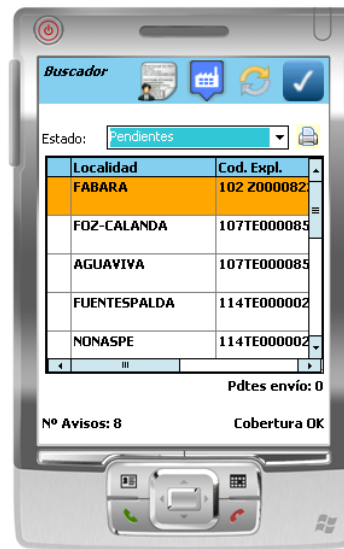 Buscador
Estado: Pendientes
Localidad Cod. Expl.
FABARA 102 Z000082
FOZ-CALANDA 107TE000085
AGUAVIVA 107TE000085
FUENTESPALDA 114TE000002
NONASPE 114TE000002
Pdtes envío: 0
Nº Avisos: 8 Cobertura OK